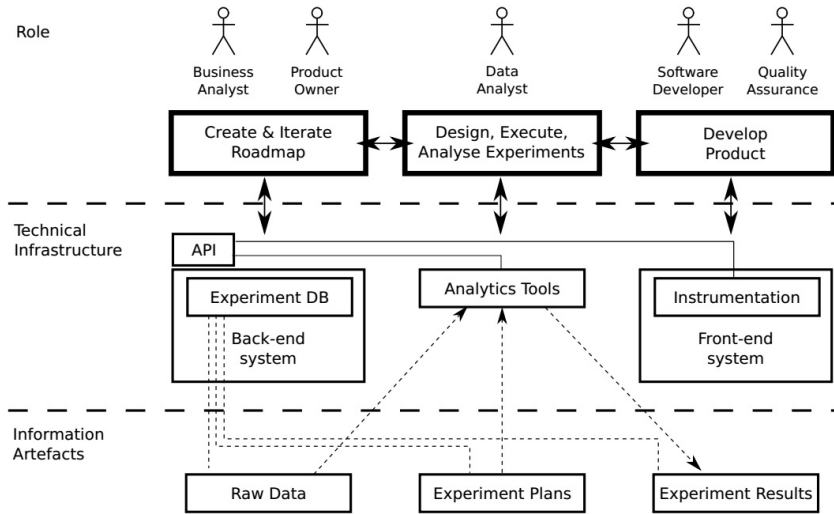 Role
Business
Analyst
Product
Owner
Data
Analyst
Software
Developer
Quality
Assurance
Create & Iterate
Roadmap
Design, Execute,
Analyse Experiments
Develop
Product
Technical
Infrastructure
API
Experiment DB
Back-end
system
Analytics Tools
Instrumentation
Front-end
system
Information
Artefacts
Raw Data
Experiment Plans
Experiment Results